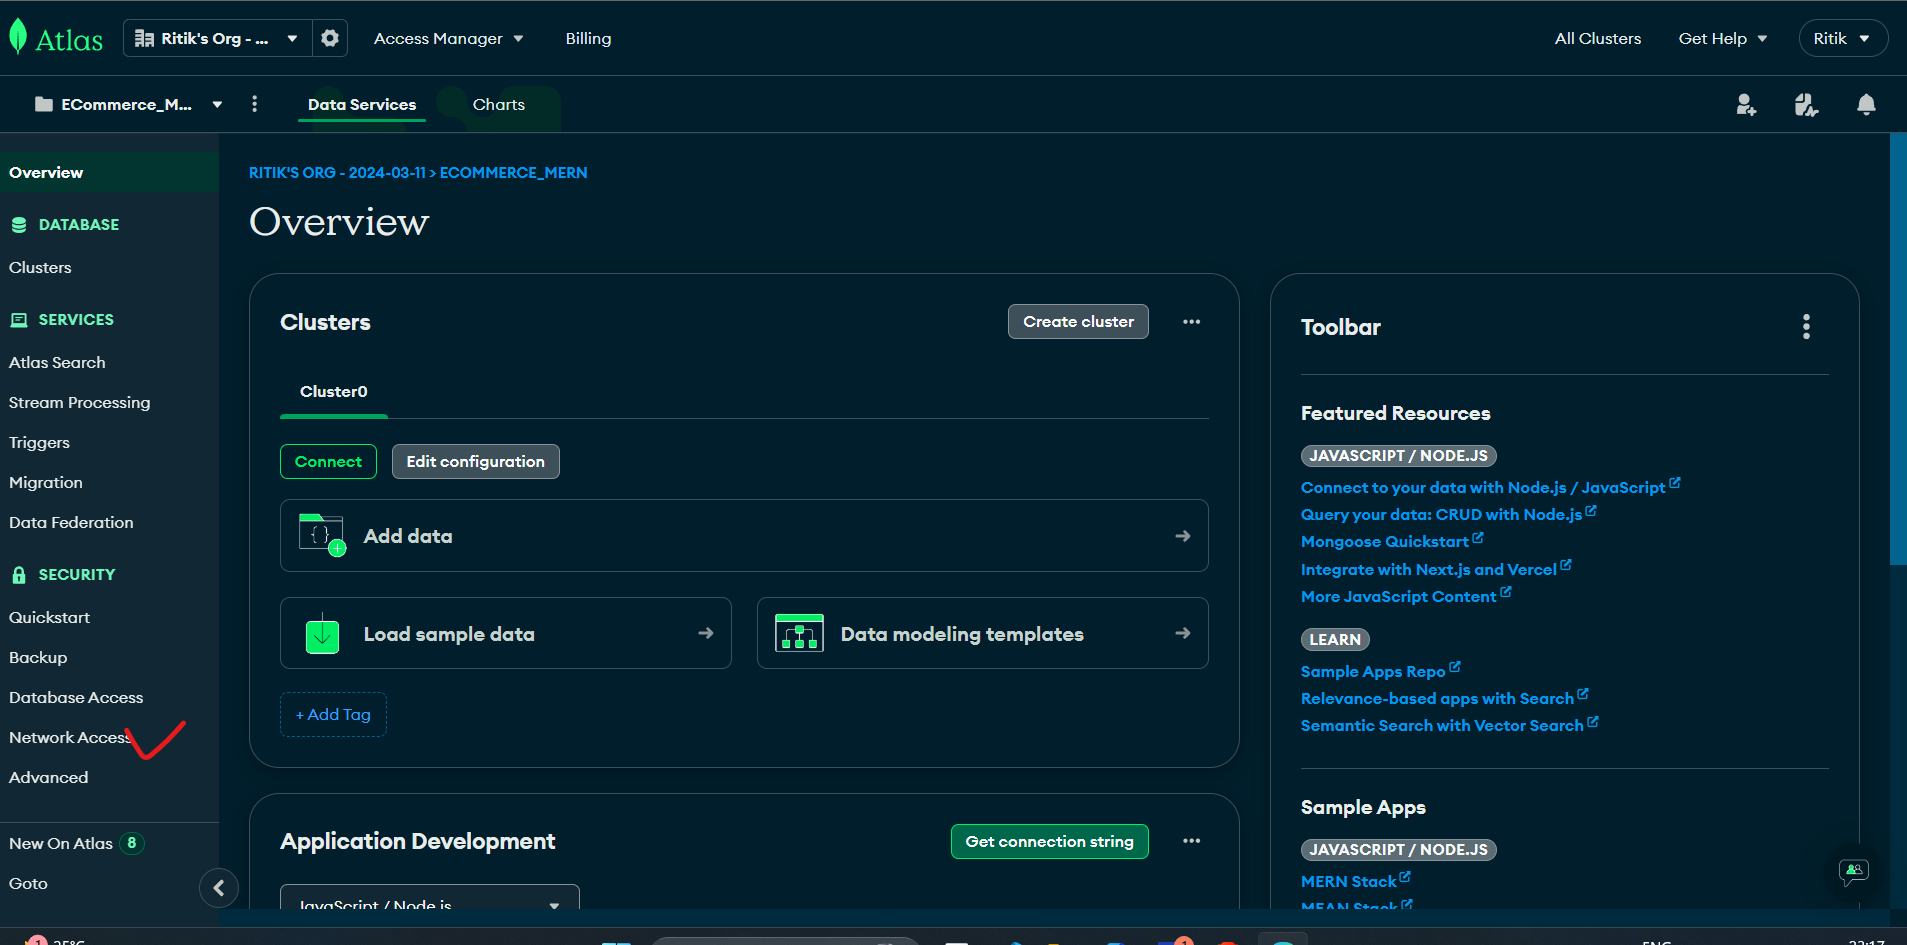 Atlas
Ritik's Org - ...
Access Manager
Billing
All Clusters
Get Help
Ritik
ECommerce_M...
Data Services
Charts
Overview
DATABASE
Clusters
SERVICES
Atlas Search
Stream Processing
Triggers
Migration
Data Federation
SECURITY
Quickstart
Backup
Database Access
Network Access
Advanced
New On Atlas 8
Goto
RITIK'S ORG - 2024-03-11 > ECOMMERCE_MERN
Overview
Clusters
Create cluster
Cluster0
Connect
Edit configuration
Add data
Load sample data
Data modeling templates
+ Add Tag
Application Development
Get connection string
JavaScript / Node.js
Toolbar
Featured Resources
JAVASCRIPT / NODE.JS
Connect to your data with Node.js / JavaScript
Query your data: CRUD with Node.js
Mongoose Quickstart
Integrate with Next.js and Vercel
More JavaScript Content
LEARN
Sample Apps Repo
Relevance-based apps with Search
Semantic Search with Vector Search
Sample Apps
JAVASCRIPT / NODE.JS
MERN Stack
MEAN Stack
1
1
ENG